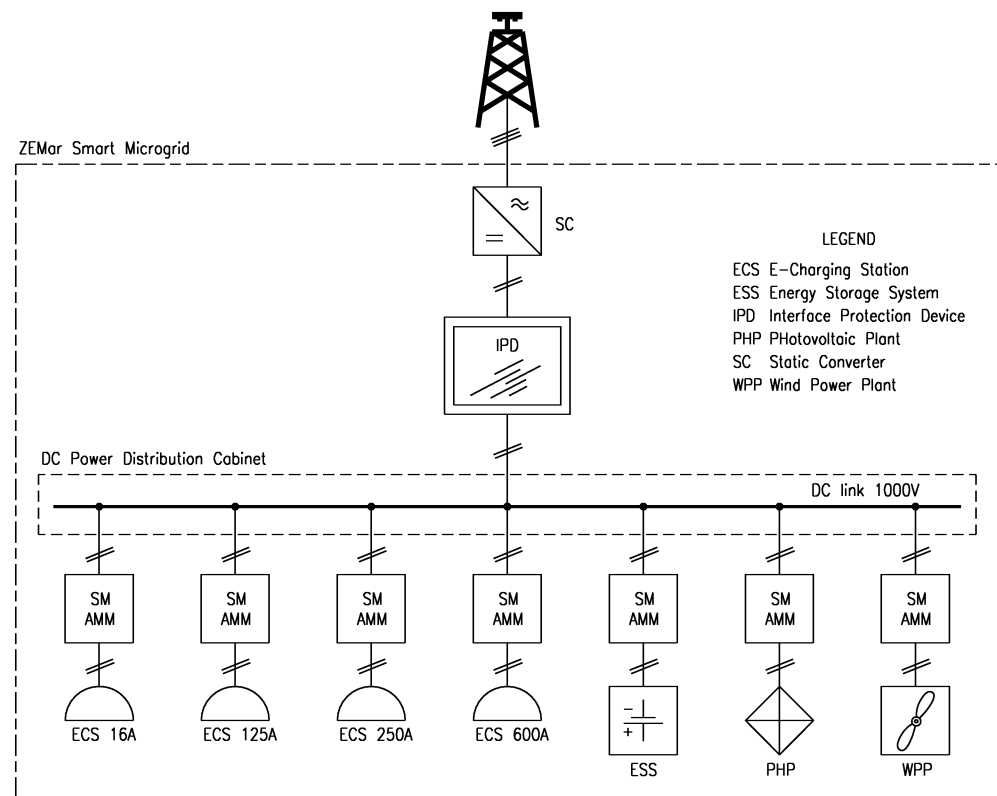 ZEMar Smart Microgrid
SC
LEGEND
ECS E-Charging Station
ESS Energy Storage System
IPD Interface Protection Device
PHP PHotovoltaic Plant
SC Static Converter
WPP Wind Power Plant
IPD
DC Power Distribution Cabinet
DC link 1000V
SM
AMM
SM
AMM
SM
AMM
SM
AMM
SM
AMM
SM
AMM
SM
AMM
ECS 16A
ECS 125A
ECS 250A
ECS 600A
ESS
PHP
WPP